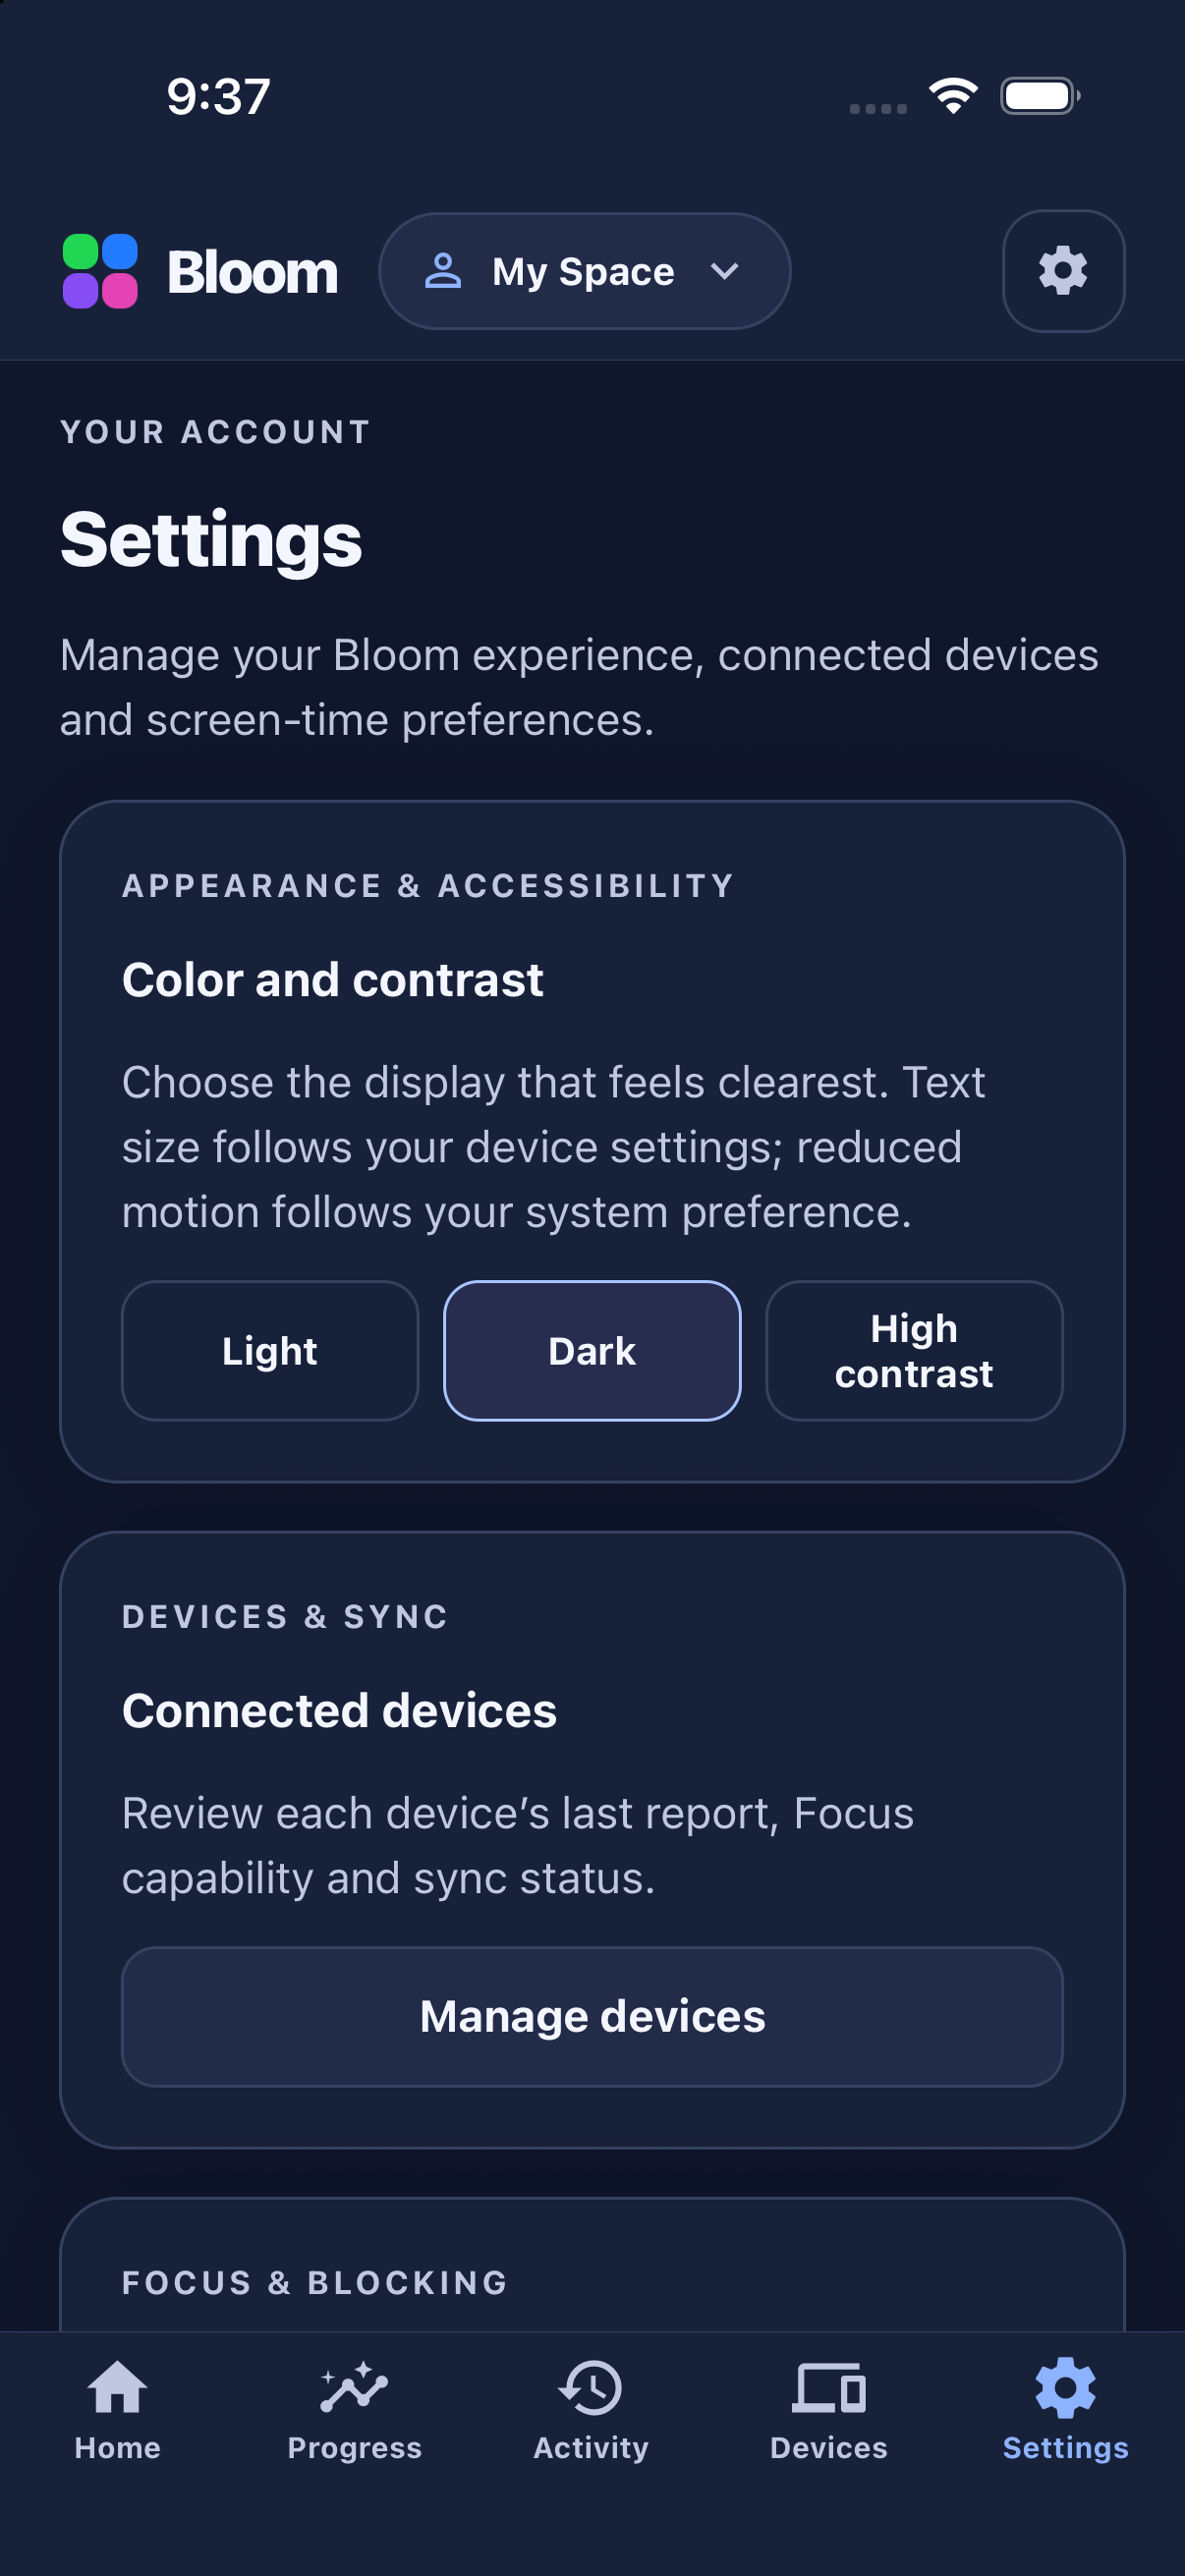 9:37
Bloom
My Space
YOUR ACCOUNT
Settings
Manage your Bloom experience, connected devices
and screen-time preferences.
APPEARANCE & ACCESSIBILITY
Color and contrast
Choose the display that feels clearest. Text
size follows your device settings; reduced
motion follows your system preference.
Light
Dark
High
contrast
DEVICES & SYNC
Connected devices
Review each device’s last report, Focus
capability and sync status.
Manage devices
FOCUS & BLOCKING
Home
Progress
Activity
Devices
Settings